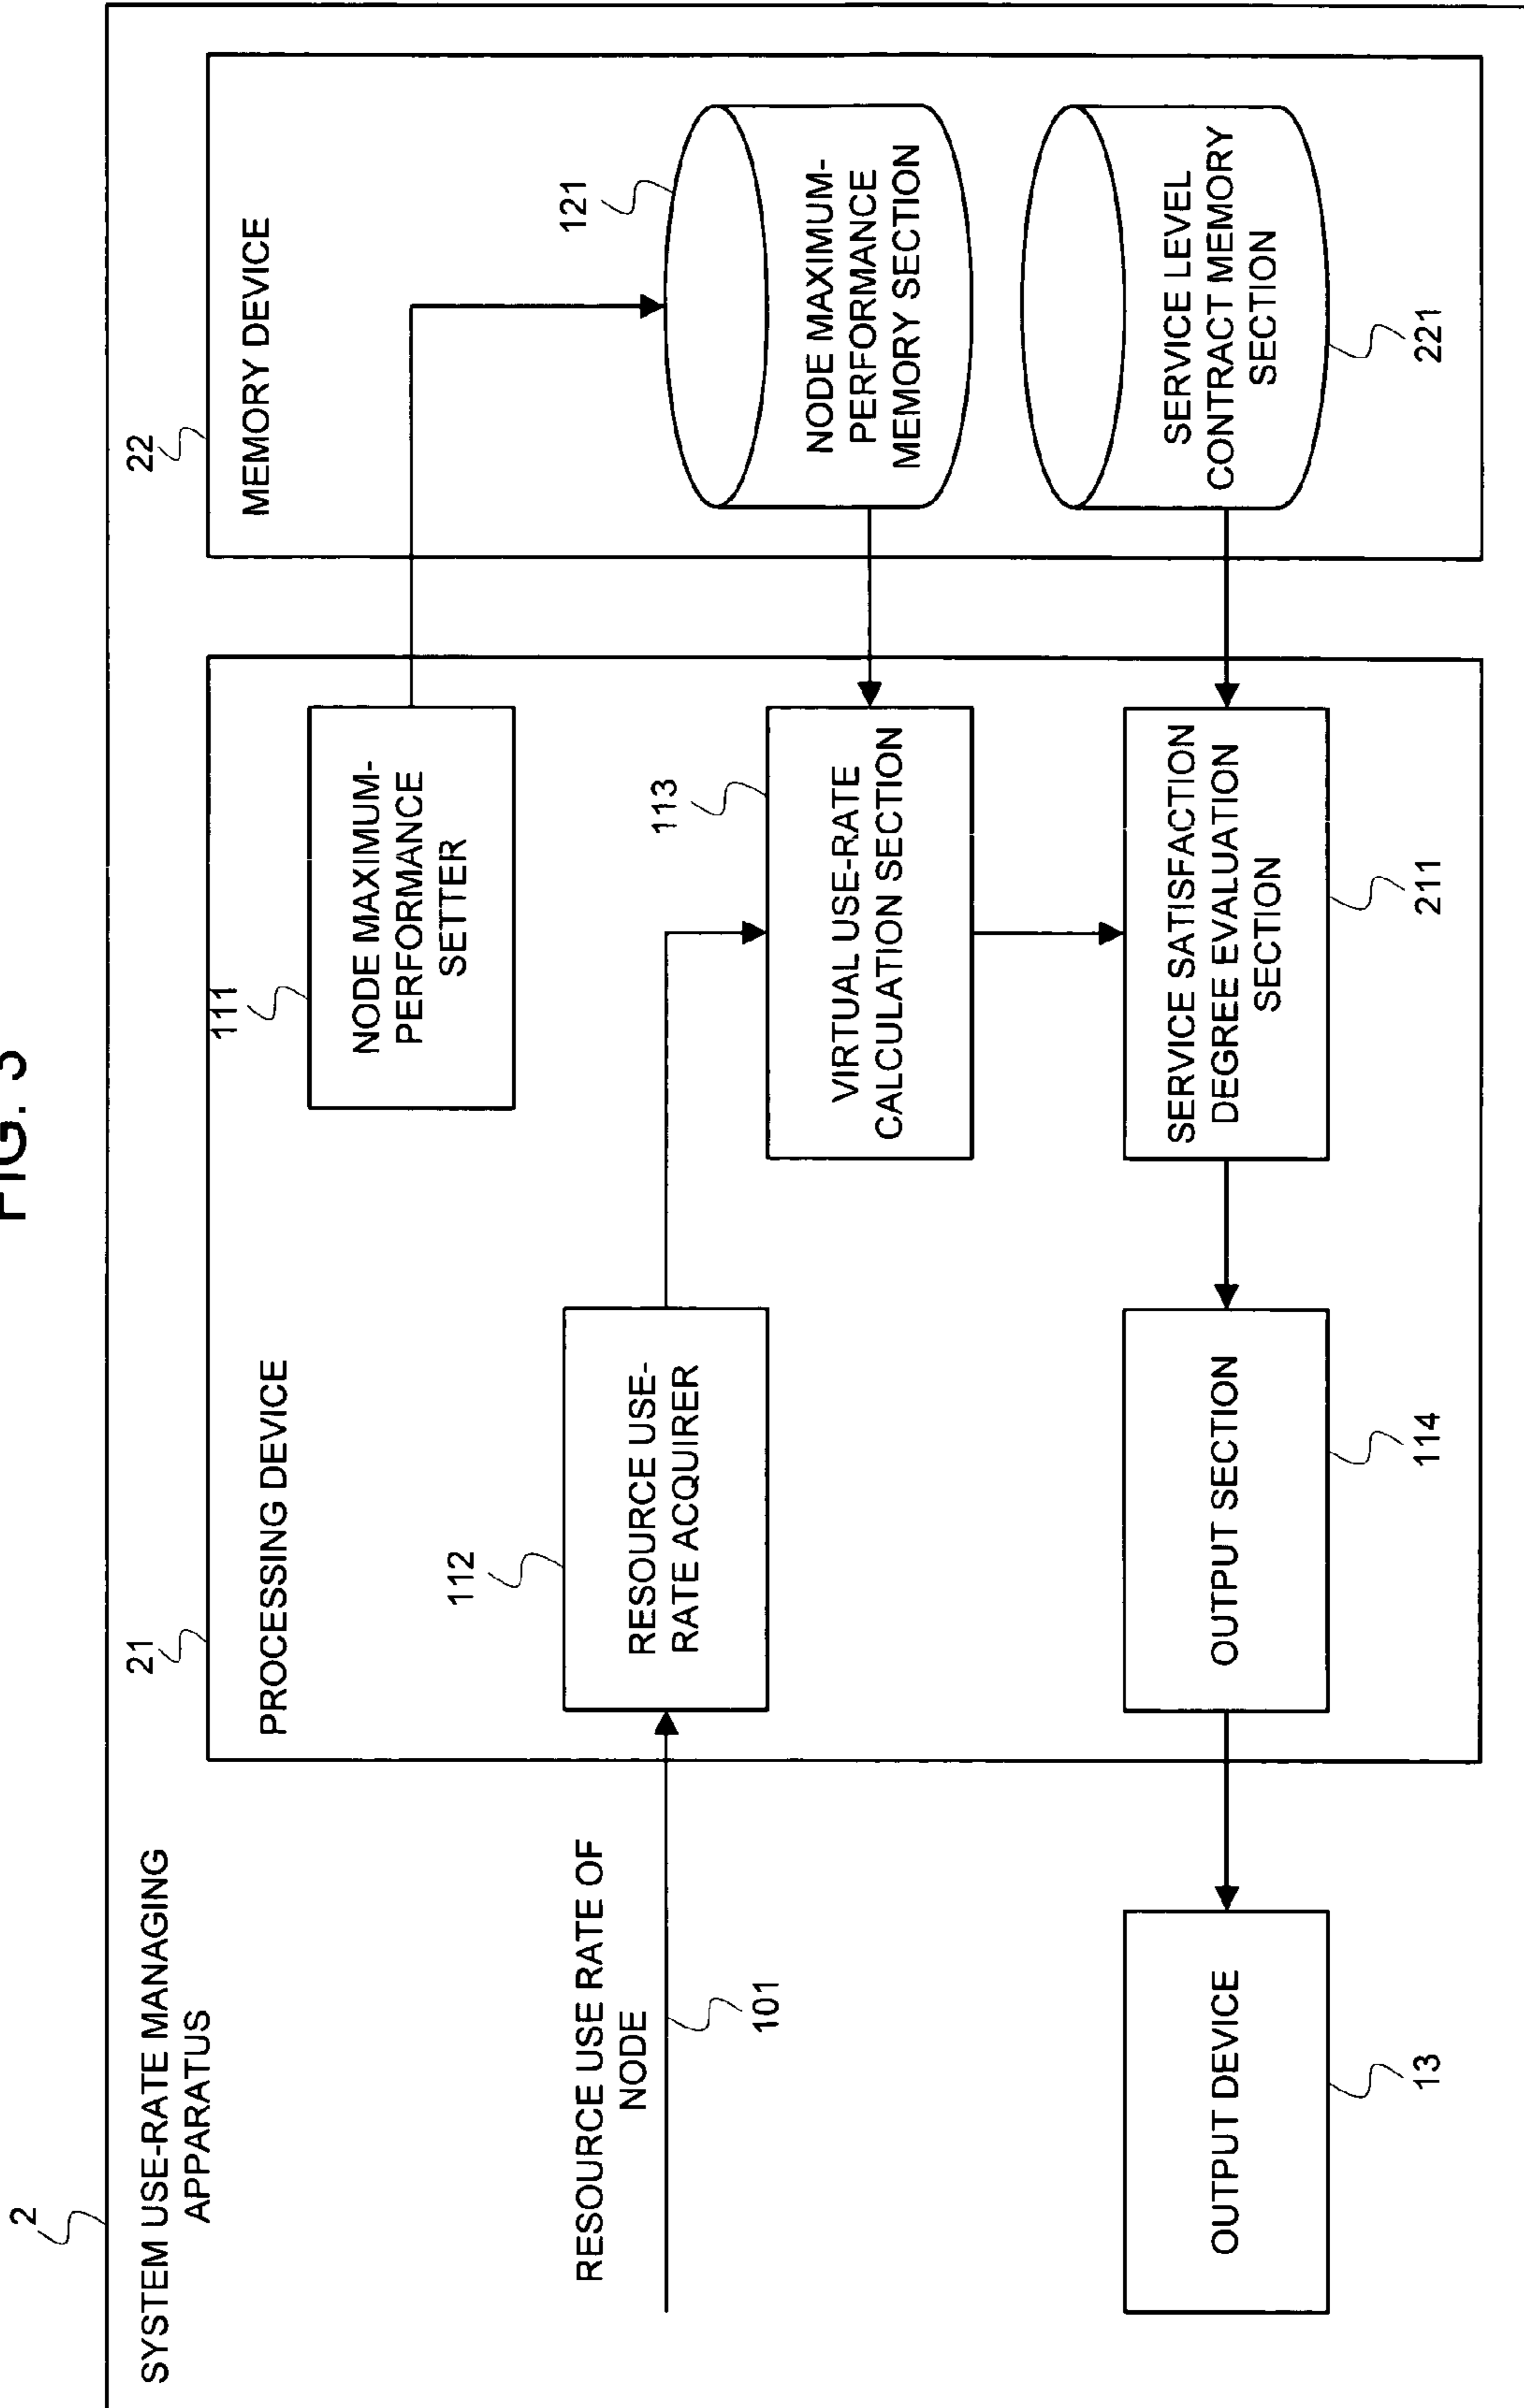 FIG. 3
2
SYSTEM USE-RATE MANAGING
APPARATUS
21
PROCESSING DEVICE
22
MEMORY DEVICE
111
NODE MAXIMUM-
PERFORMANCE
SETTER
RESOURCE USE RATE OF
NODE
101
112
RESOURCE USE-
RATE ACQUIRER
113
VIRTUAL USE-RATE
CALCULATION SECTION
121
NODE MAXIMUM-
PERFORMANCE
MEMORY SECTION
OUTPUT DEVICE
13
OUTPUT SECTION
114
SERVICE SATISFACTION
DEGREE EVALUATION
SECTION
211
SERVICE LEVEL
CONTRACT MEMORY
SECTION
221